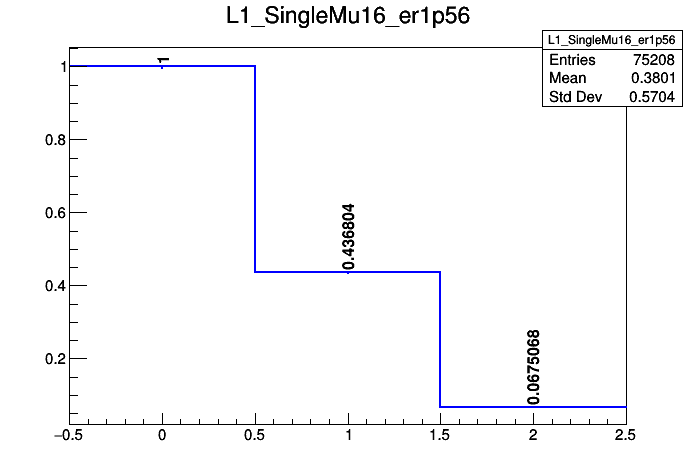 L1_SingleMu16_er1p56
L1_SingleMu16_er1p56
Entries 75208
Mean 0.3801
Std Dev 0.5704
1
0.8
0.6
0.4
0.2
1
0.436804
0.0675068
−0.5 0 0.5 1 1.5 2 2.5